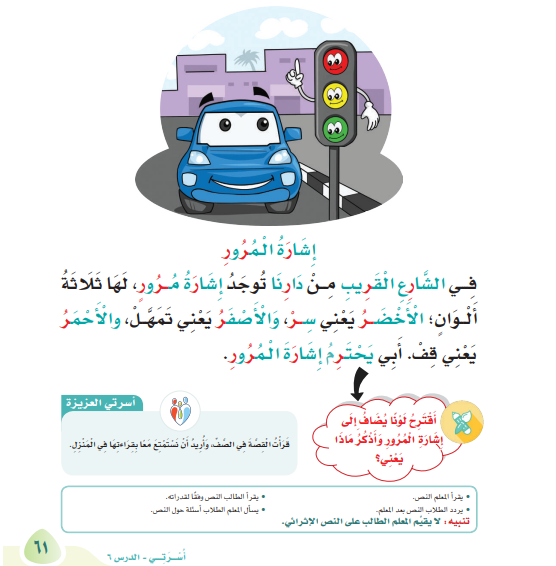 إِشَارَةُ الْمُرُورِ
فِي الشَّارِعِ الْقَرِيبِ مِنْ دَارِنَا تُوجَدُ إِشَارَةُ مُرُورٍ، لَهَا ثَلَاثَةُ
أَلْوَانٍ؛ الْأَخْضَرُ يَعْنِي سِرْ، وَالْأَصْفَرُ يَعْنِي تَمَهَّلْ، وَالْأَحْمَرُ
يَعْنِي قِفْ. أَبِي يَحْتَرِمُ إِشَارَةَ الْمُرُورِ.
أَقْتَرِحُ لَوْنًا يُضَافُ إِلَى
إِشَارَةِ الْمُرُورِ وَأَذْكُرُ مَاذَا
يَعْنِي؟
أسرتي العزيزة
قَرَأْتُ الْقِصَّةَ فِي الصَّفِّ، وَأُرِيدُ أَنْ نَسْتَمْتِعَ مَعًا بِقِرَاءَتِهَا فِي الْمَنْزِلِ.
• يقرأ المعلم النص.
• يردد الطلاب النص بعد المعلم.
• يقرأ الطالب النص وفقًا لقدراته.
• يسأل المعلم الطلاب أسئلة حول النص.
تنبيه : لا يقيّم المعلم الطالب على النص الإثرائي.
أُسْرَتِي - الدرس ٦
٦١